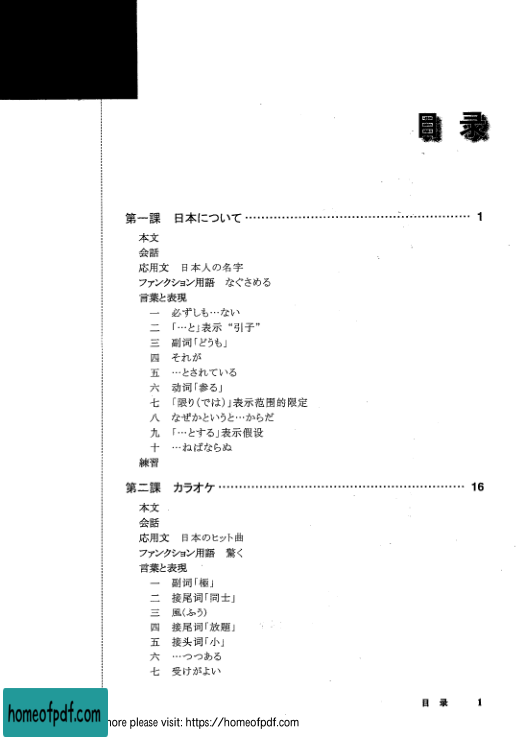 目录
第一課 日本について………………………………………………… 1
本文
会話
応用文 日本人の名字
ファンクション用語 なぐさめる
言葉と表現
一 必ずしも…ない
二 「…と」表示“引子”
三 副词「どうも」
四 それが
五 …とされている
六 动词「参る」
七 「限り(では)」表示范围的限定
八 なぜかというと…からだ
九 「…とする」表示假设
十 …ねばならぬ
練習
第二課 カラオケ……………………………………………………… 16
本文
会話
応用文 日本のヒット曲
ファンクション用語 驚く
言葉と表現
一 副词「極」
二 接尾词「同士」
三 風(ふう)
四 接尾词「放題」
五 接头词「小」
六 …つつある
七 受けがよい
目 录 1
homeofpdf.com
more please visit: https://homeofpdf.com